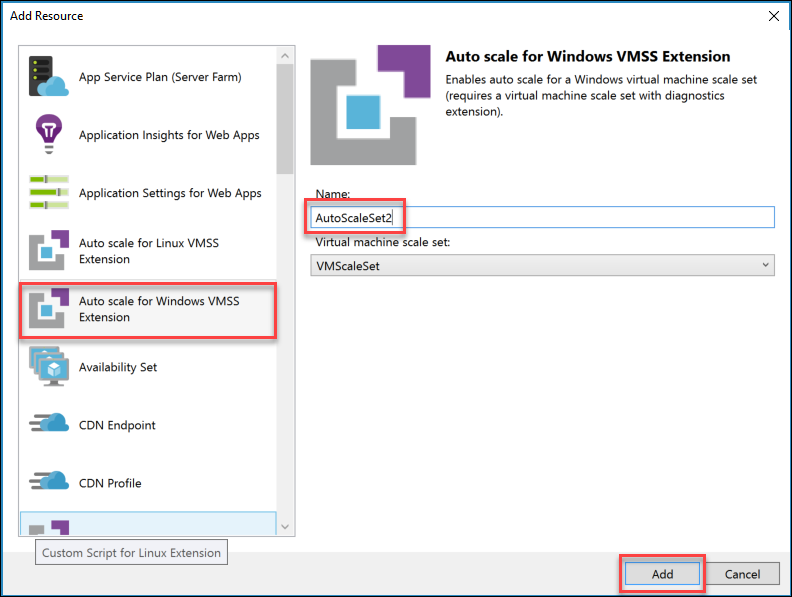 Add Resource
App Service Plan (Server Farm)
Application Insights for Web Apps
Application Settings for Web Apps
Auto scale for Linux VMSS
Extension
Auto scale for Windows VMSS
Extension
Availability Set
CDN Endpoint
CDN Profile
Custom Script for Linux Extension
Auto scale for Windows VMSS Extension
Enables auto scale for a Windows virtual machine scale set
(requires a virtual machine scale set with diagnostics
extension).
Name:
AutoScaleSet2
Virtual machine scale set:
VMScaleSet
Add
Cancel